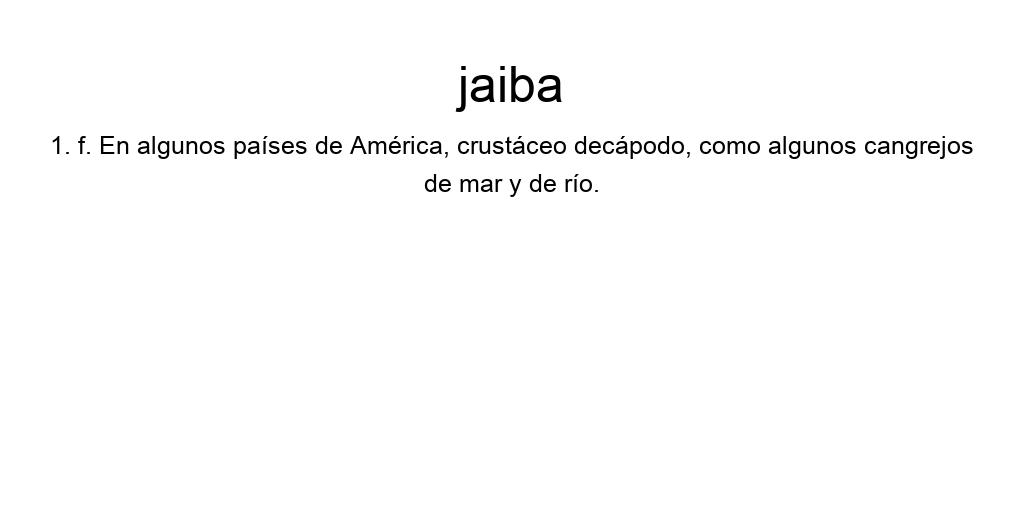 jaiba
1. f. En algunos países de América, crustáceo decápodo, como algunos cangrejos
de mar y de río.